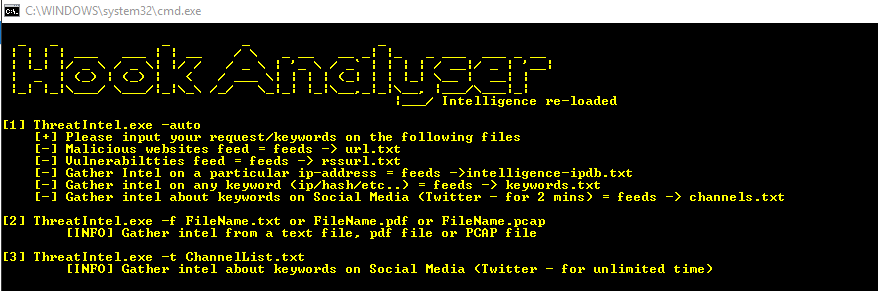 C:\WINDOWS\system32\cmd.exe
Hook Analyser
Intelligence re-loaded
[1] ThreatIntel.exe -auto
[+] Please input your request/keywords on the following files
[-] Malicious websites feed = feeds -> url.txt
[-] Vulnerabiltties feed = feeds -> rssurl.txt
[-] Gather Intel on a particular ip-address = feeds ->intelligence-ipdb.txt
[-] Gather intel on any keyword (ip/hash/etc..) = feeds -> keywords.txt
[-] Gather intel about keywords on Social Media (Twitter - for 2 mins) = feeds -> channels.txt
[2] ThreatIntel.exe -f FileName.txt or FileName.pdf or FileName.pcap
[INFO] Gather intel from a text file, pdf file or PCAP file
[3] ThreatIntel.exe -t ChannelList.txt
[INFO] Gather intel about keywords on Social Media (Twitter - for unlimited time)